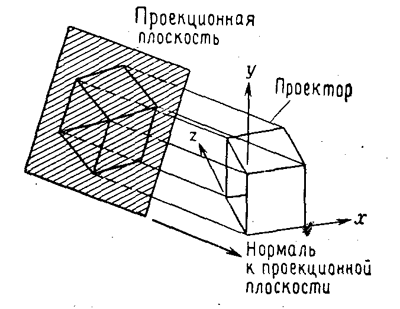 Проекционная
плоскость
y
Проектор
z
x
Нормаль
к проекционной
плоскости